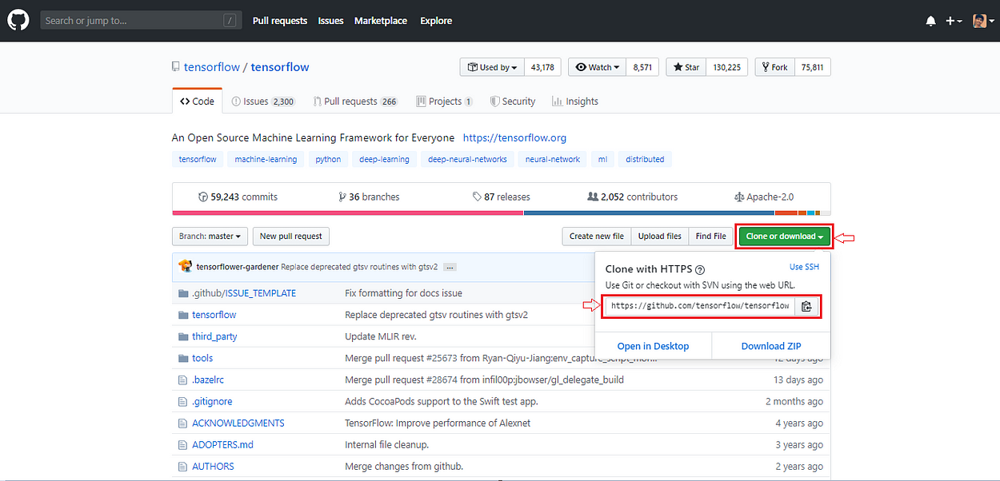 Search or jump to... / Pull requests Issues Marketplace Explore
tensorflow / tensorflow Used by 43,178 Watch 8,571 Star 130,225 Fork 75,811
Code Issues 2,300 Pull requests 266 Projects 1 Security Insights
An Open Source Machine Learning Framework for Everyone https://tensorflow.org
tensorflow machine-learning python deep-learning deep-neural-networks neural-network ml distributed
59,243 commits 36 branches 87 releases 2,052 contributors Apache-2.0
Branch: master New pull request Create new file Upload files Find File Clone or download
tensorflower-gardener Replace deprecated gtsv routines with gtsv2 ...
Clone with HTTPS ? Use SSH
Use Git or checkout with SVN using the web URL.
https://github.com/tensorflow/tensorflow
Open in Desktop Download ZIP
.github/ISSUE_TEMPLATE Fix formatting for docs issue
tensorflow Replace deprecated gtsv routines with gtsv2
third_party Update MLIR rev.
tools Merge pull request #25673 from Ryan-Qiyu-Jiang:env_capture_script_mom... 12 days ago
.bazelrc Merge pull request #28674 from infil00p:jbowser/gl_delegate_build 13 days ago
.gitignore Adds CocoaPods support to the Swift test app. 2 months ago
ACKNOWLEDGMENTS TensorFlow: Improve performance of Alexnet 4 years ago
ADOPTERS.md Internal file cleanup. 3 years ago
AUTHORS Merge changes from github. 2 years ago